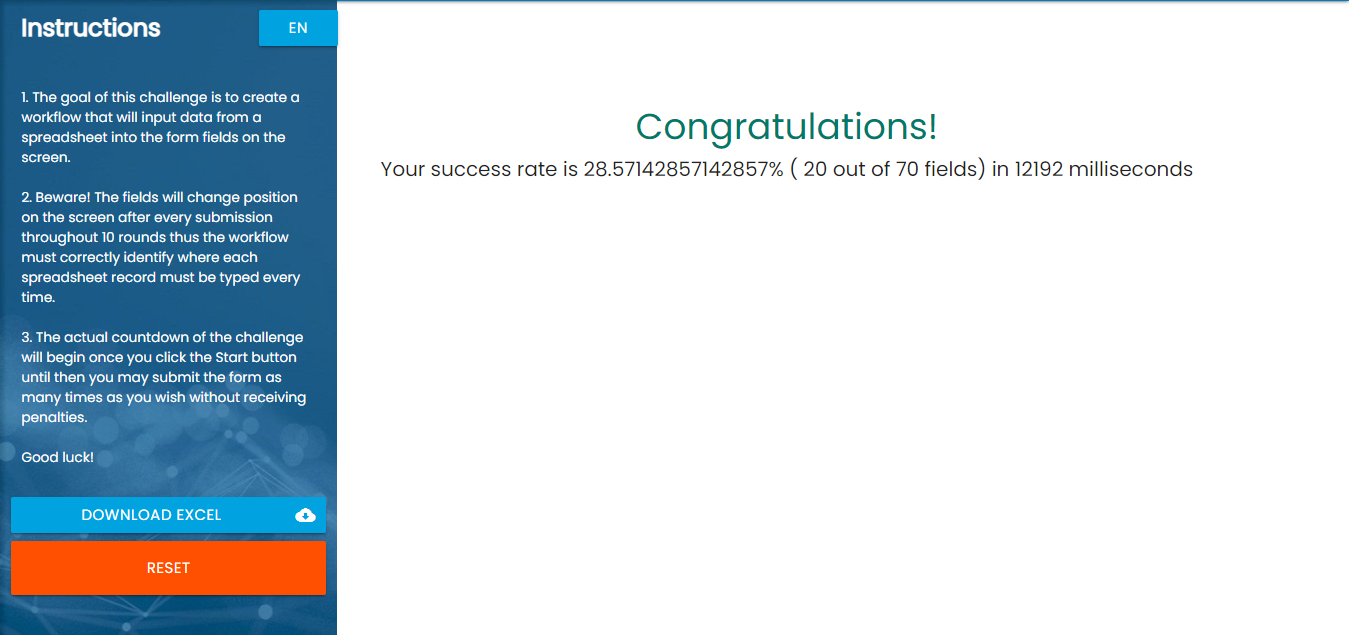 Instructions
EN
1. The goal of this challenge is to create a
workflow that will input data from a
spreadsheet into the form fields on the
screen.
2. Beware! The fields will change position
on the screen after every submission
throughout 10 rounds thus the workflow
must correctly identify where each
spreadsheet record must be typed every
time.
3. The actual countdown of the challenge
will begin once you click the Start button
until then you may submit the form as
many times as you wish without receiving
penalties.
Good luck!
DOWNLOAD EXCEL
RESET
Congratulations!
Your success rate is 28.57142857142857% ( 20 out of 70 fields) in 12192 milliseconds